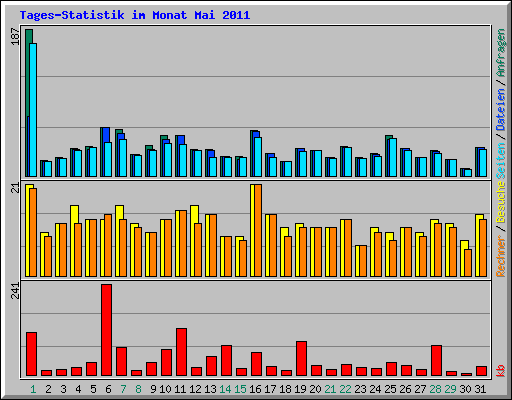 Tages-Statistik im Monat Mai 2011
187
21
241
Rechner / Besuche Seiten / Dateien / Anfragen
kb
1 2 3 4 5 6 7 8 9 10 11 12 13 14 15 16 17 18 19 20 21 22 23 24 25 26 27 28 29 30 31